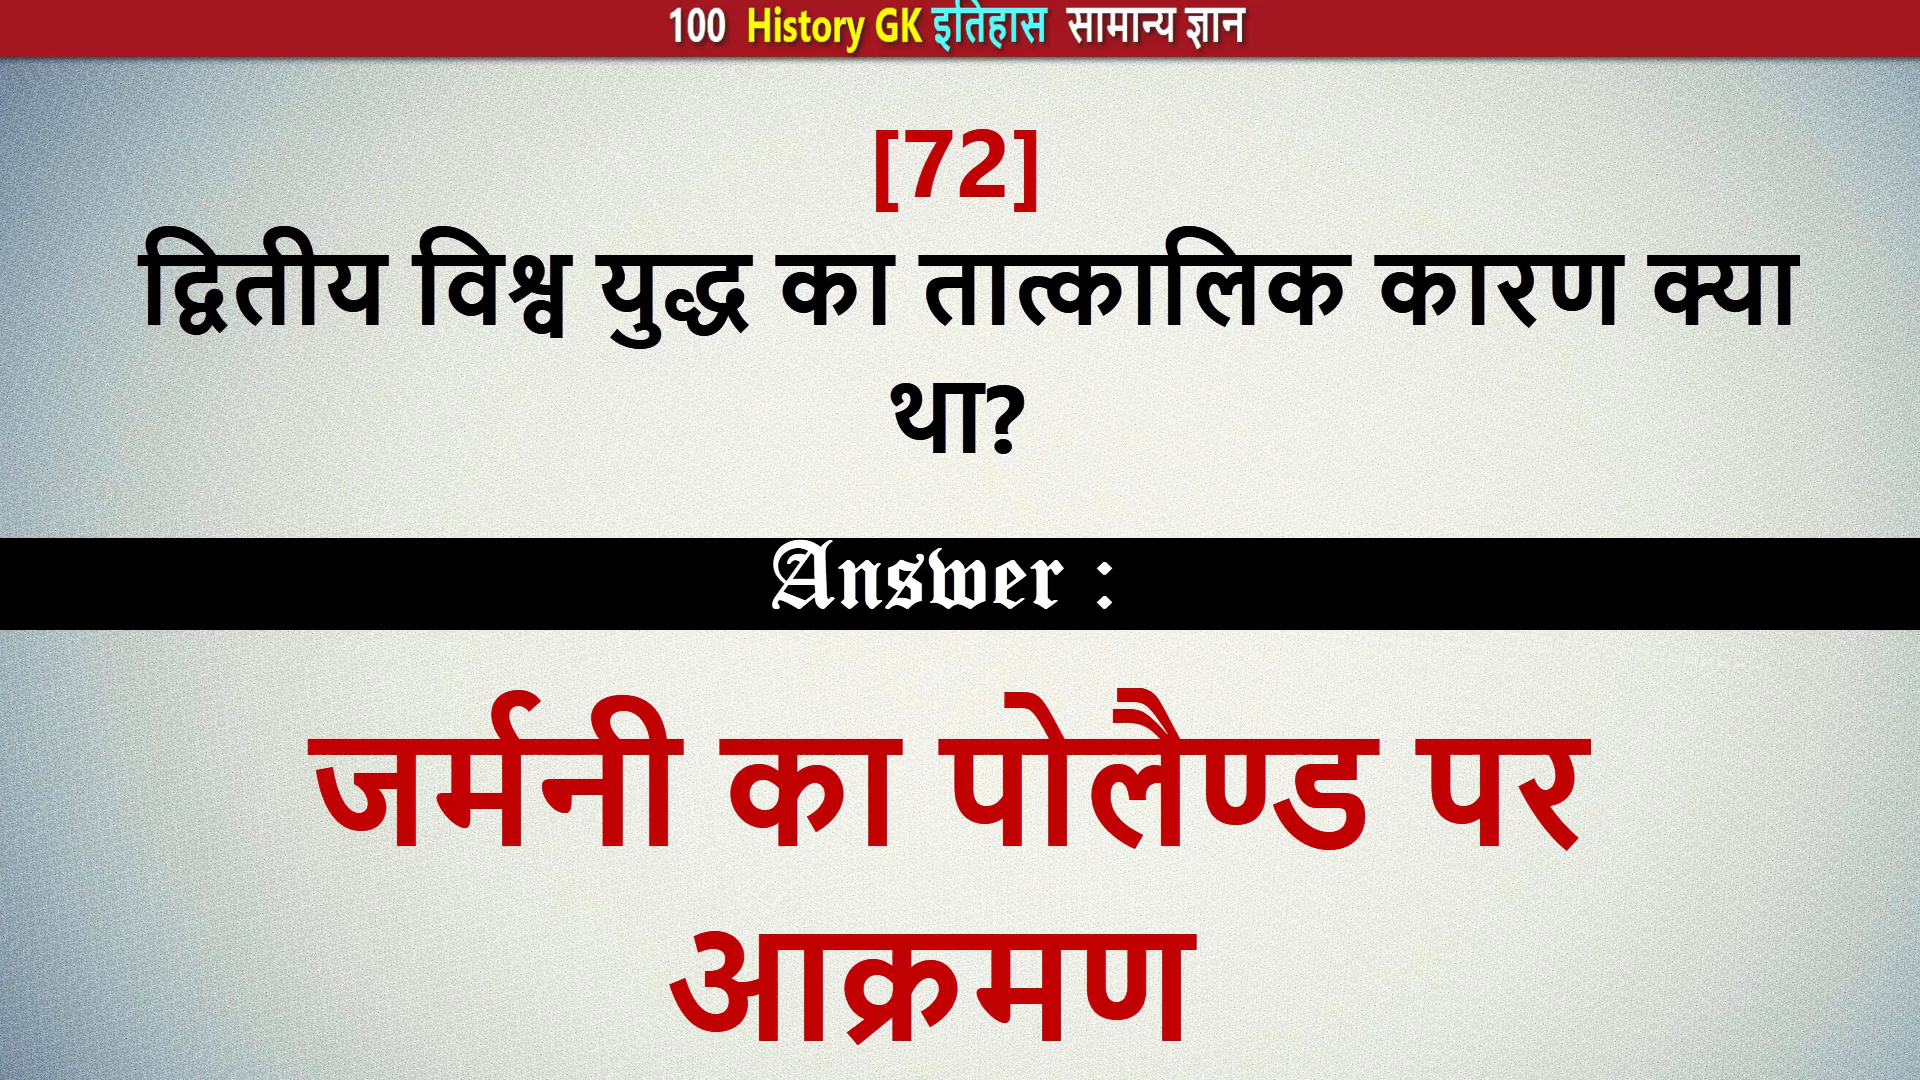 100 History GK इतिहास सामान्य ज्ञान
[72]
द्वितीय विश्व युद्ध का तात्कालिक कारण क्या
था?
Answer :
जर्मनी का पोलैण्ड पर
आक्रमण